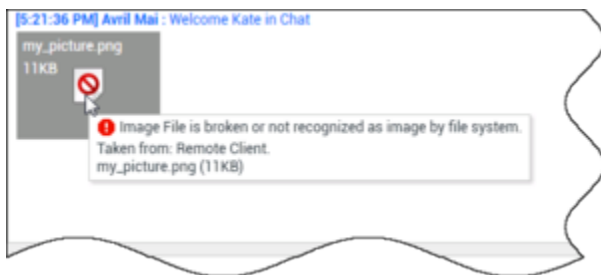 [5:21:36 PM] Avril Mai : Welcome Kate in Chat
my_picture.png
11KB
Image File is broken or not recognized as image by file system.
Taken from: Remote Client.
my_picture.png (11KB)